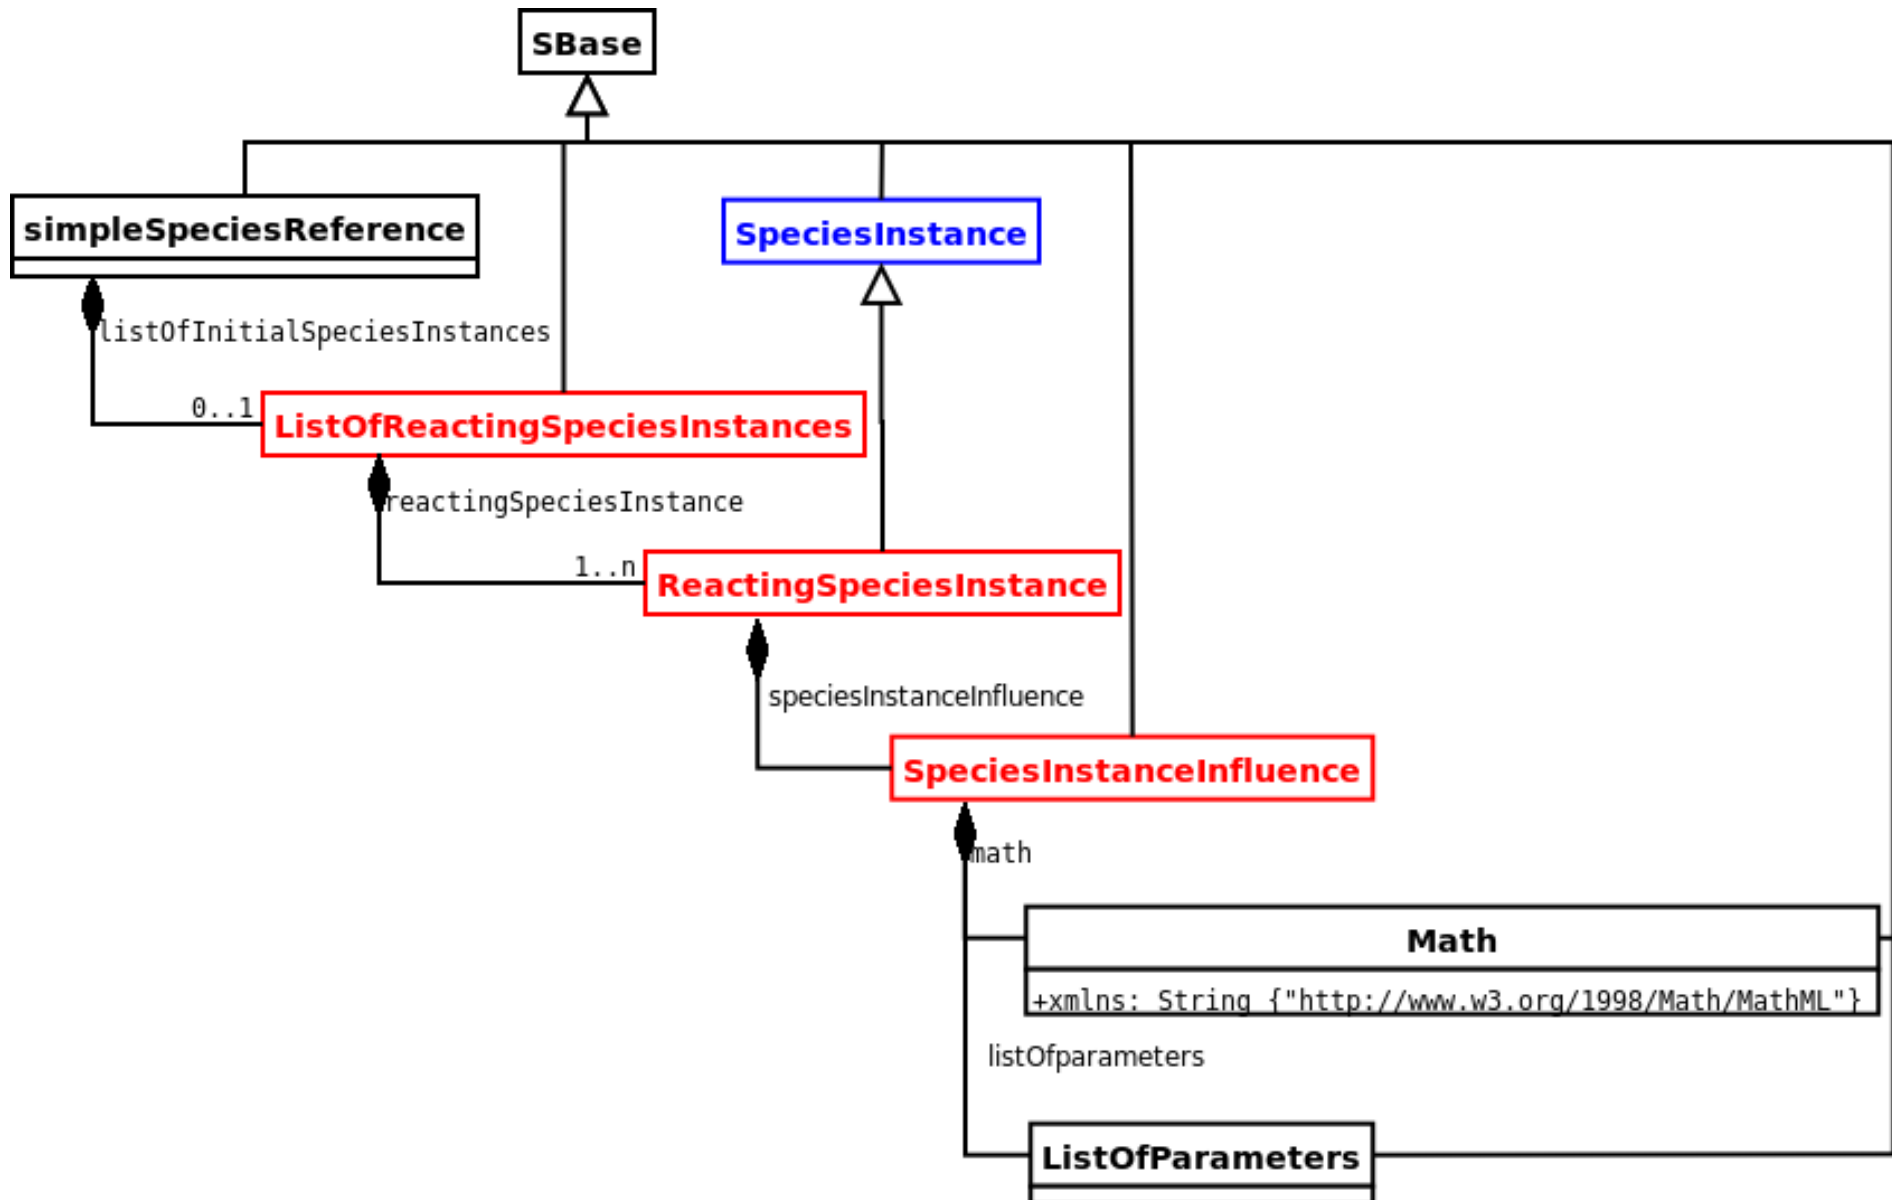 SBase
simpleSpeciesReference
SpeciesInstance
listOfInitialSpeciesInstances
0..1
ListOfReactingSpeciesInstances
reactingSpeciesInstance
1..n
ReactingSpeciesInstance
speciesInstanceInfluence
SpeciesInstanceInfluence
math
Math
+xmlns: String {"http://www.w3.org/1998/Math/MathML"}
listOfparameters
ListOfParameters